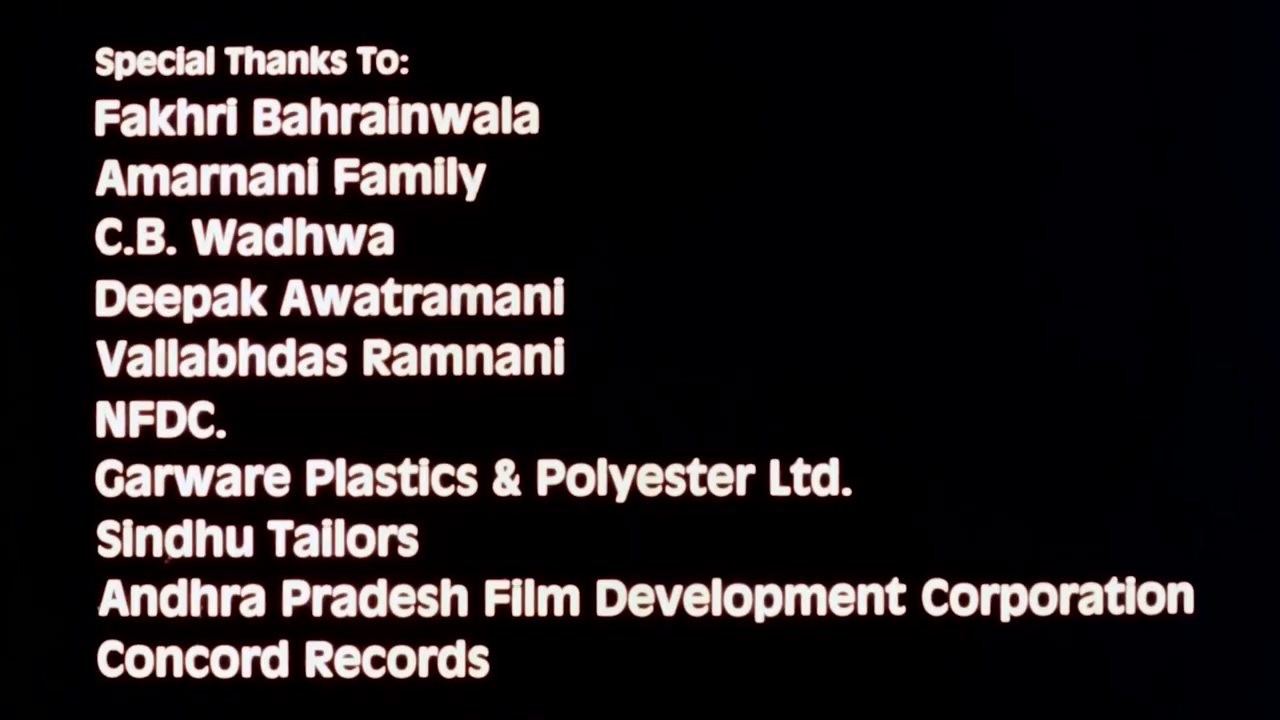 Special Thanks To:
Fakhri Bahrainwala
Amarnani Family
C.B. Wadhwa
Deepak Awatramani
Vallabhdas Ramnani
NFDC.
Garware Plastics & Polyester Ltd.
Sindhu Tailors
Andhra Pradesh Film Development Corporation
Concord Records